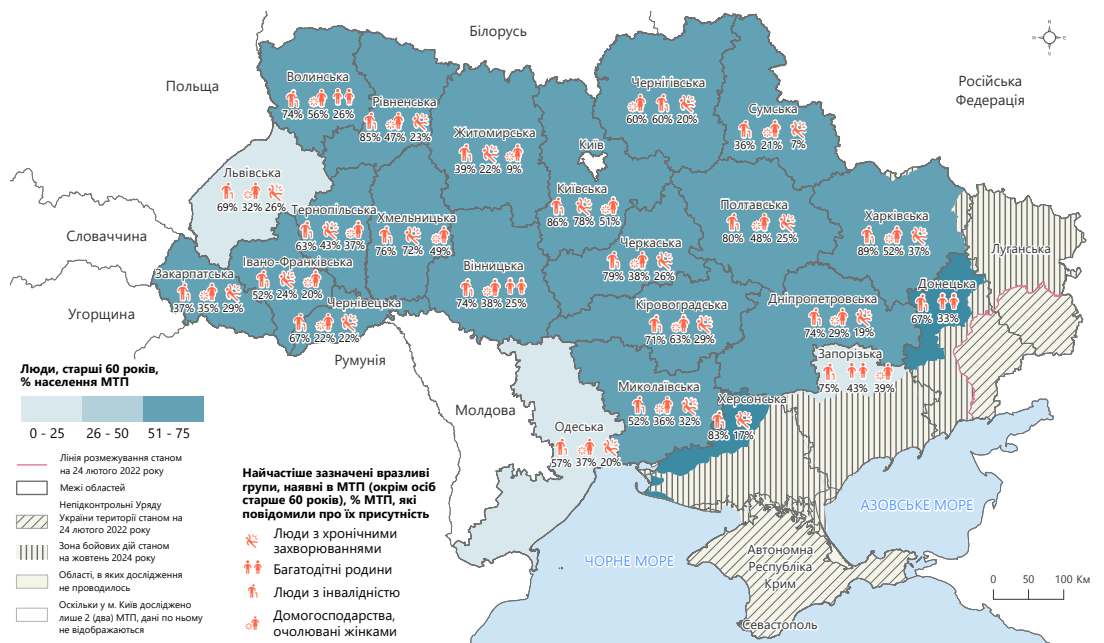 Білорусь
N
W
E
S
Польща
Російська
Федерація
Волинська
74% 56% 26%
Рівненська
85% 47% 23%
Житомирська
39% 22% 9%
Київ
Чернігівська
60% 60% 20%
Сумська
36% 21% 7%
Львівська
69% 32% 26%
Тернопільська
63% 43% 37%
Хмельницька
76% 72% 49%
Київська
86% 78% 51%
Полтавська
80% 48% 25%
Харківська
89% 52% 37%
Луганська
Словаччина
Закарпатська
37% 35% 29%
Івано-Франківська
52% 24% 20%
Чернівецька
67% 22% 22%
Вінницька
74% 38% 25%
Черкаська
79% 38% 26%
Кіровоградська
71% 63% 29%
Дніпропетровська
74% 29% 19%
Донецька
67% 33%
Запорізька
75% 43% 39%
Угорщина
Румунія
Молдова
Миколаївська
52% 36% 32%
Херсонська
83% 17%
Одеська
57% 37% 20%
АЗОВСЬКЕ МОРЕ
ЧОРНЕ МОРЕ
Автономна
Республіка
Крим
Севастополь
0 50 100 Км
Люди, старші 60 років,
% населення МТП
0 - 25 26 - 50 51 - 75
Лінія розмежування станом
на 24 лютого 2022 року
Межі областей
Непідконтрольні Уряду
України території станом на
24 лютого 2022 року
Зона бойових дій станом
на жовтень 2024 року
Області, в яких дослідження
не проводилось
Оскільки у м. Київ досліджено
лише 2 (два) МТП, дані по ньому
не відображаються
Найчастіше зазначені вразливі
групи, наявні в МТП (окрім осіб
старше 60 років), % МТП, які
повідомили про їх присутність
Люди з хронічними
захворюваннями
Багатодітні родини
Люди з інвалідністю
Домогосподарства,
очолювані жінками